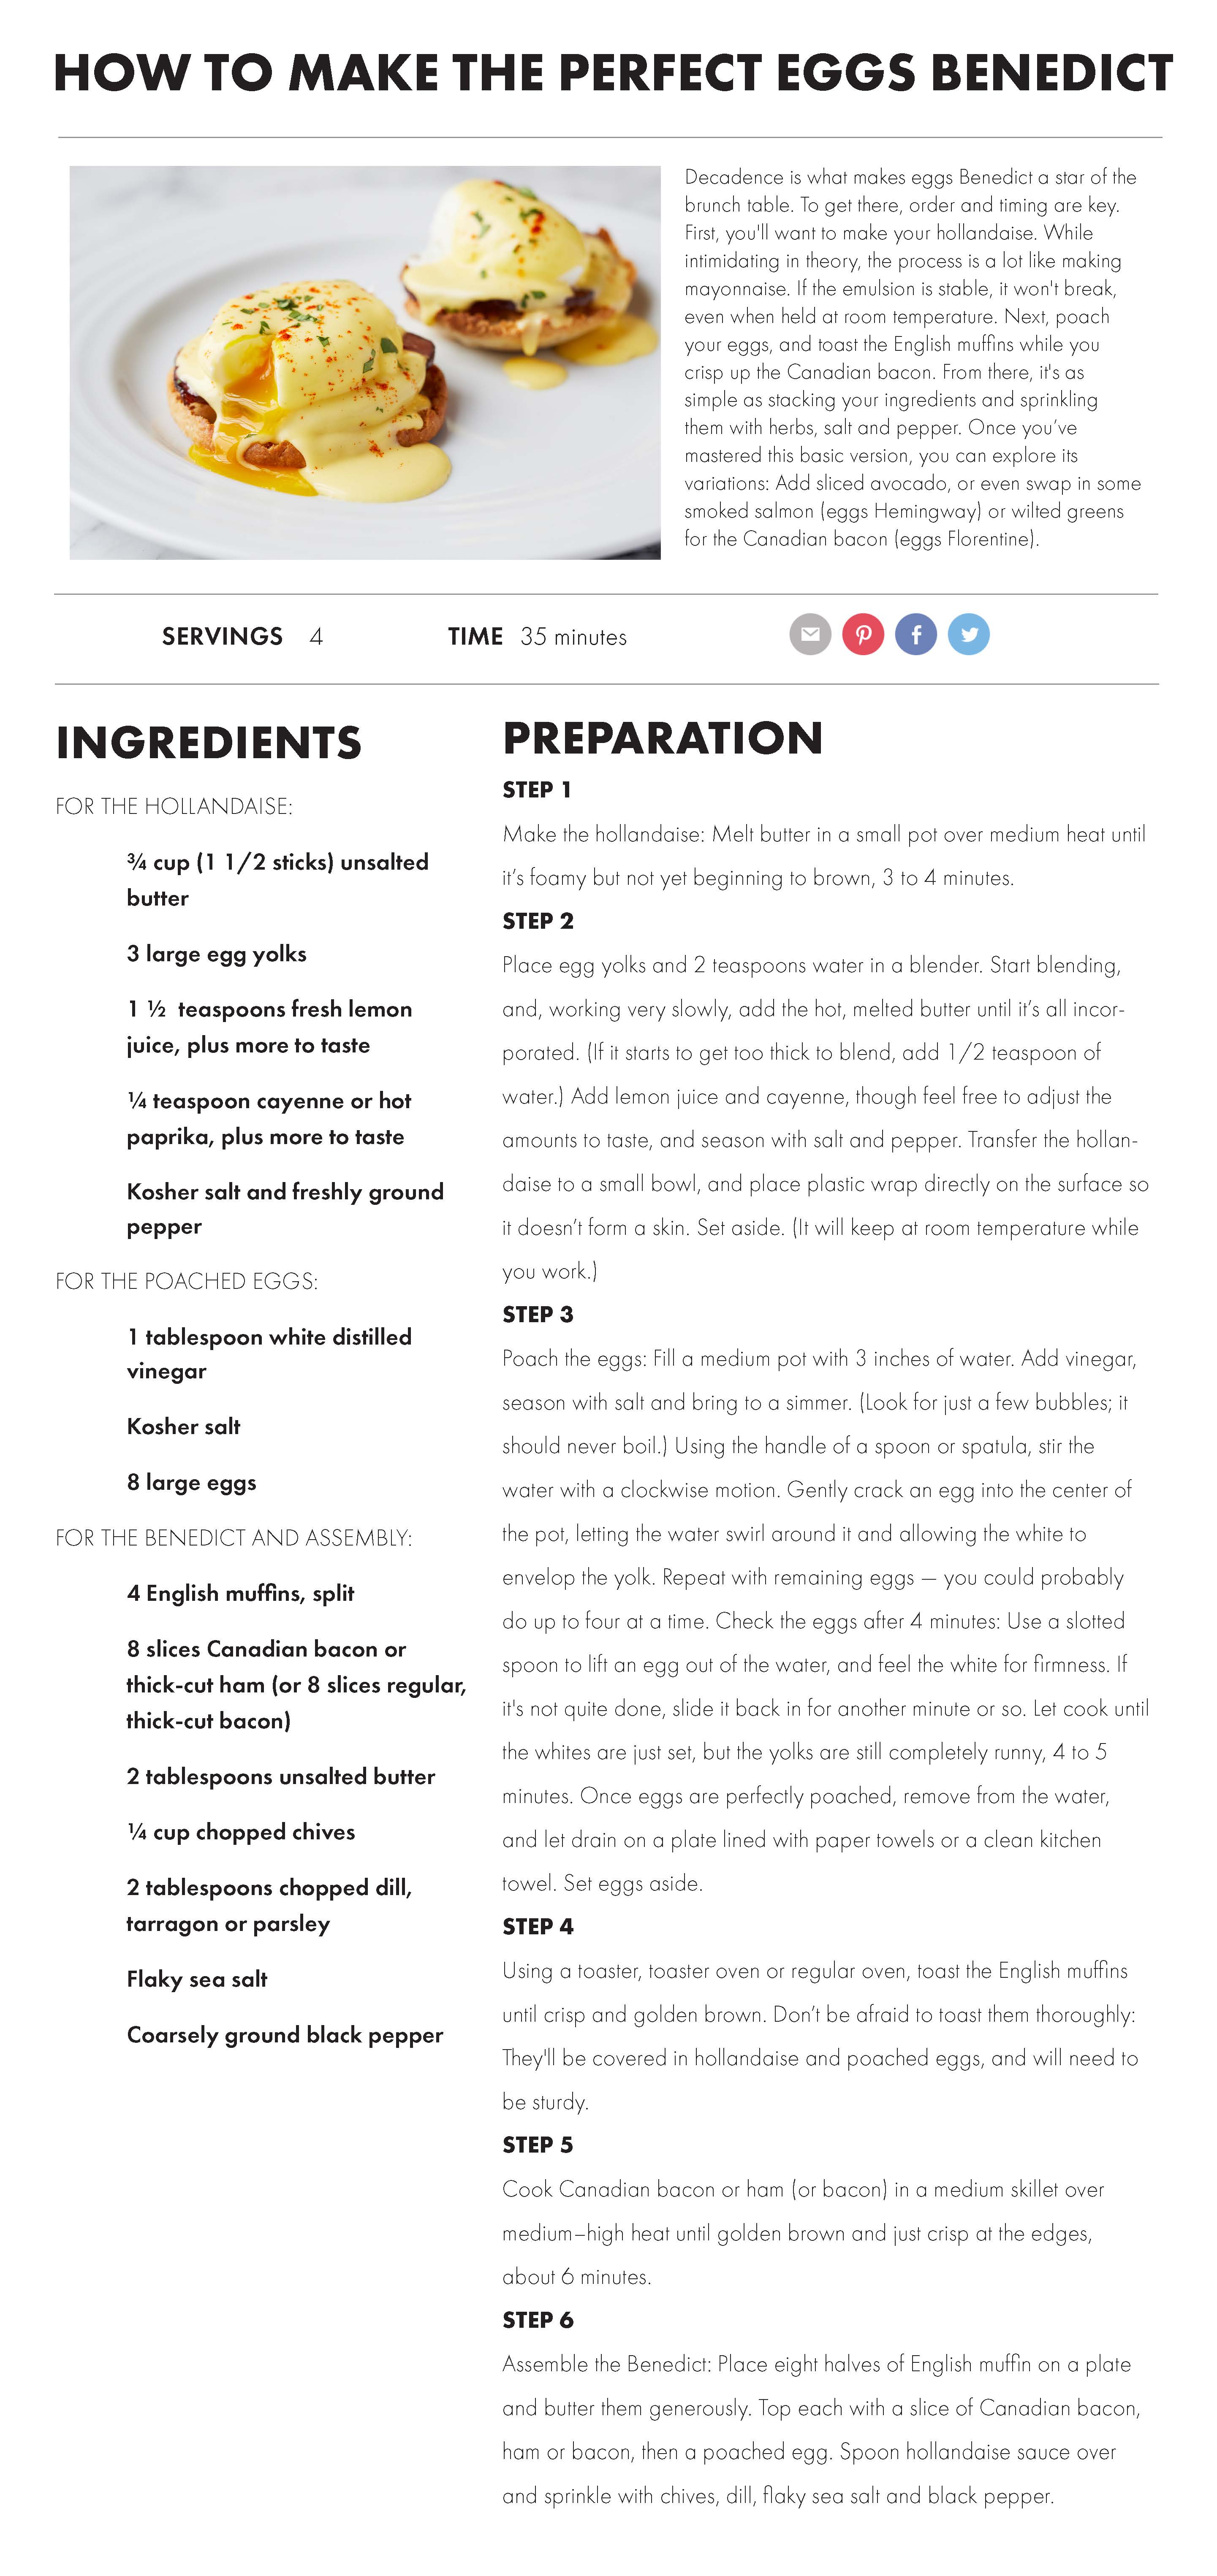 HOW TO MAKE THE PERFECT EGGS BENEDICT
Decadence is what makes eggs Benedict a star of the
brunch table. To get there, order and timing are key.
First, you'll want to make your hollandaise. While
intimidating in theory, the process is a lot like making
mayonnaise. If the emulsion is stable, it won't break,
even when held at room temperature. Next, poach
your eggs, and toast the English muffins while you
crisp up the Canadian bacon. From there, it's as
simple as stacking your ingredients and sprinkling
them with herbs, salt and pepper. Once you’ve
mastered this basic version, you can explore its
variations: Add sliced avocado, or even swap in some
smoked salmon (eggs Hemingway) or wilted greens
for the Canadian bacon (eggs Florentine).
SERVINGS 4 TIME 35 minutes
INGREDIENTS
FOR THE HOLLANDAISE:
¾ cup (1 1/2 sticks) unsalted
butter
3 large egg yolks
1 ½ teaspoons fresh lemon
juice, plus more to taste
¼ teaspoon cayenne or hot
paprika, plus more to taste
Kosher salt and freshly ground
pepper
FOR THE POACHED EGGS:
1 tablespoon white distilled
vinegar
Kosher salt
8 large eggs
FOR THE BENEDICT AND ASSEMBLY:
4 English muffins, split
8 slices Canadian bacon or
thick-cut ham (or 8 slices regular,
thick-cut bacon)
2 tablespoons unsalted butter
¼ cup chopped chives
2 tablespoons chopped dill,
tarragon or parsley
Flaky sea salt
Coarsely ground black pepper
PREPARATION
STEP 1
Make the hollandaise: Melt butter in a small pot over medium heat until
it’s foamy but not yet beginning to brown, 3 to 4 minutes.
STEP 2
Place egg yolks and 2 teaspoons water in a blender. Start blending,
and, working very slowly, add the hot, melted butter until it’s all incor-
porated. (If it starts to get too thick to blend, add 1/2 teaspoon of
water.) Add lemon juice and cayenne, though feel free to adjust the
amounts to taste, and season with salt and pepper. Transfer the hollan-
daise to a small bowl, and place plastic wrap directly on the surface so
it doesn’t form a skin. Set aside. (It will keep at room temperature while
you work.)
STEP 3
Poach the eggs: Fill a medium pot with 3 inches of water. Add vinegar,
season with salt and bring to a simmer. (Look for just a few bubbles; it
should never boil.) Using the handle of a spoon or spatula, stir the
water with a clockwise motion. Gently crack an egg into the center of
the pot, letting the water swirl around it and allowing the white to
envelop the yolk. Repeat with remaining eggs — you could probably
do up to four at a time. Check the eggs after 4 minutes: Use a slotted
spoon to lift an egg out of the water, and feel the white for firmness. If
it's not quite done, slide it back in for another minute or so. Let cook until
the whites are just set, but the yolks are still completely runny, 4 to 5
minutes. Once eggs are perfectly poached, remove from the water,
and let drain on a plate lined with paper towels or a clean kitchen
towel. Set eggs aside.
STEP 4
Using a toaster, toaster oven or regular oven, toast the English muffins
until crisp and golden brown. Don’t be afraid to toast them thoroughly:
They'll be covered in hollandaise and poached eggs, and will need to
be sturdy.
STEP 5
Cook Canadian bacon or ham (or bacon) in a medium skillet over
medium–high heat until golden brown and just crisp at the edges,
about 6 minutes.
STEP 6
Assemble the Benedict: Place eight halves of English muffin on a plate
and butter them generously. Top each with a slice of Canadian bacon,
ham or bacon, then a poached egg. Spoon hollandaise sauce over
and sprinkle with chives, dill, flaky sea salt and black pepper.